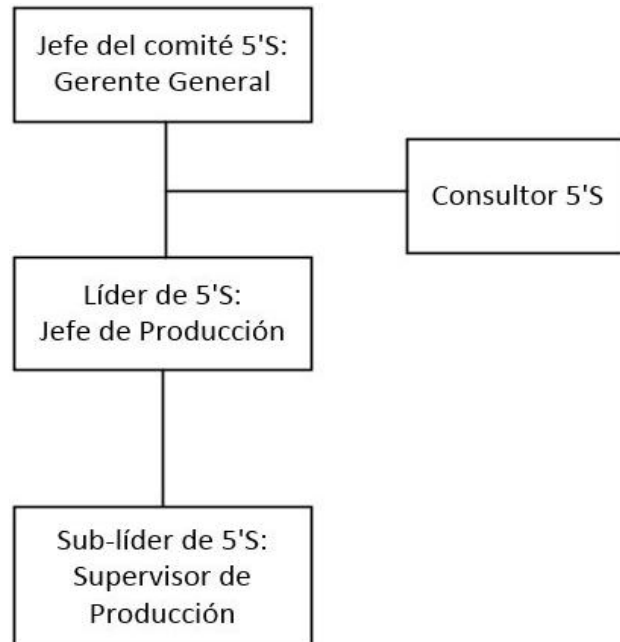 Jefe del comité 5'S:
Gerente General
Consultor 5'S
Líder de 5'S:
Jefe de Producción
Sub-líder de 5'S:
Supervisor de
Producción